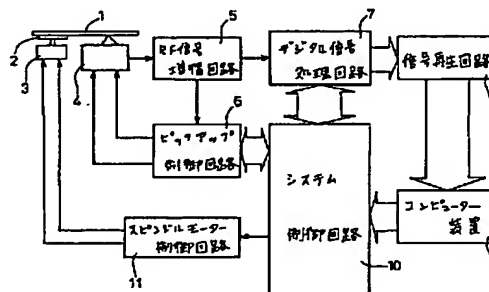 1
2
3
4
5
RF信号
増幅回路
7
デジタル信号
処理回路
信号再生回路
6
ピックアップ
制御回路
システム
制御回路
10
コンピューター
装置
スピンドルモーター
制御回路
11